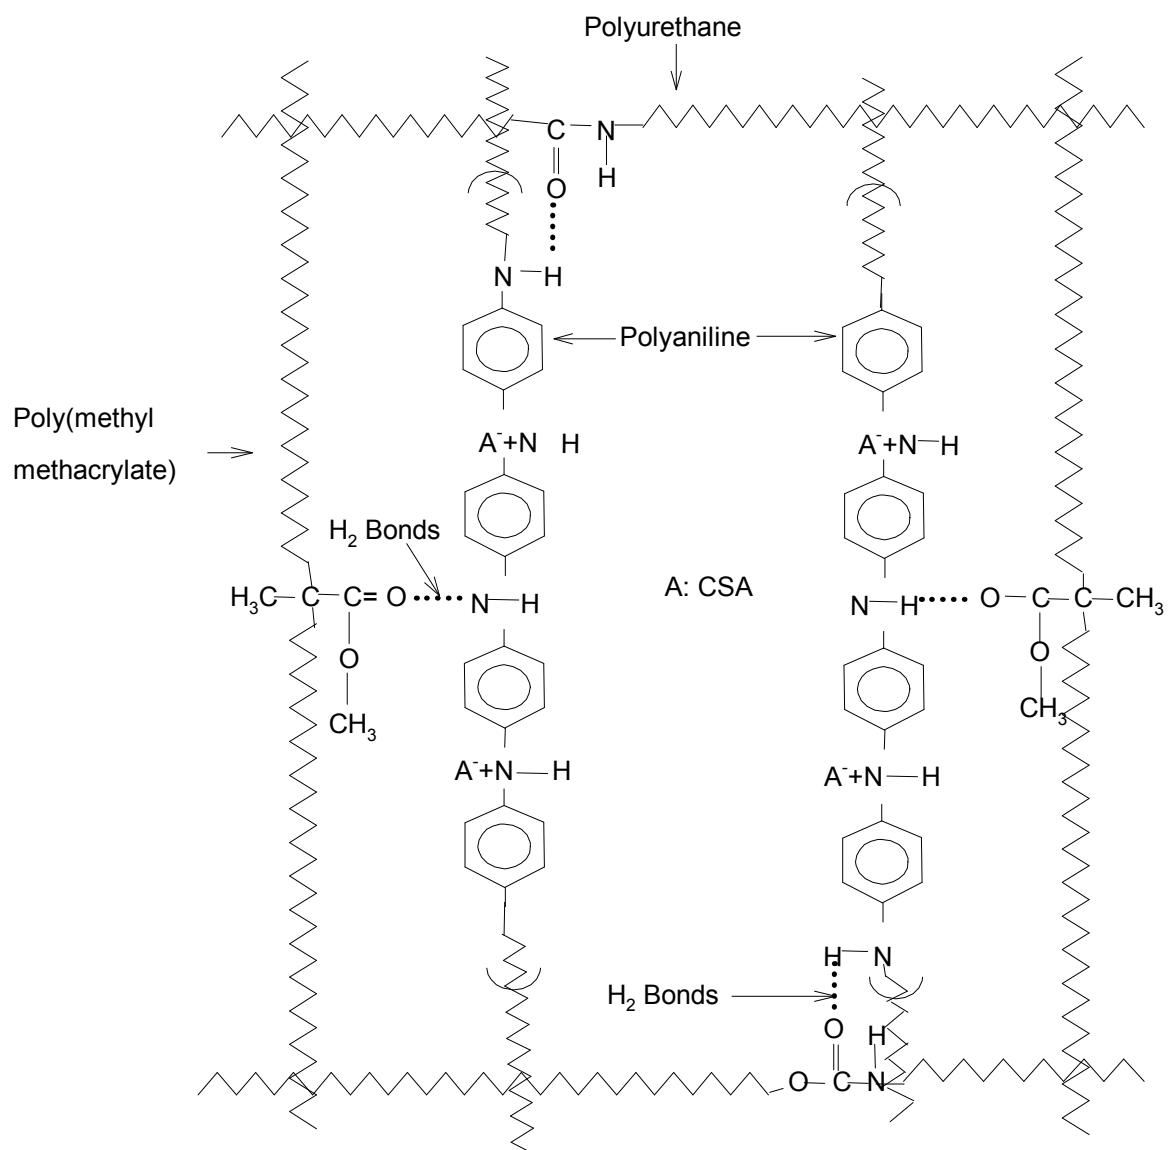 Polyurethane
C N
O H
N H
Polyaniline
Poly(methyl
methacrylate)
A⁻+N H
A⁻+N H
H₂ Bonds
A: CSA
H₃C C C= O N H
N H O C C CH₃
O
O
CH₃
CH₃
A⁻+N H
A⁻+N H
H N
H₂ Bonds
O H
O C N